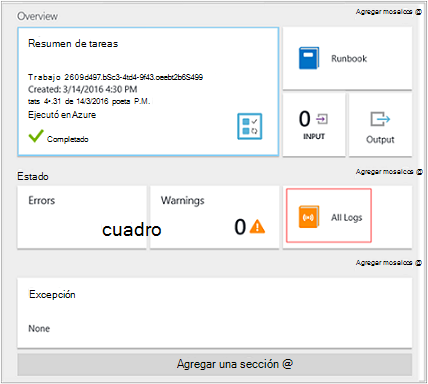 Overview
Agregar mosaicos @
Resumen de tareas
Trabajo 2609d497.bSc3-4td4-9f43.oeebt2b6S499
Created: 3/14/2016 4:30 PM
tats 4•.31 de 14/3/2016 poeta P.M.
Ejecutó en Azure
Completado
Runbook
0
INPUT
Output
Estado
Agregar mosaicos @
Errors
cuadro
Warnings
0
All Logs
Agregar mosaicos @
Excepción
None
Agregar una sección @